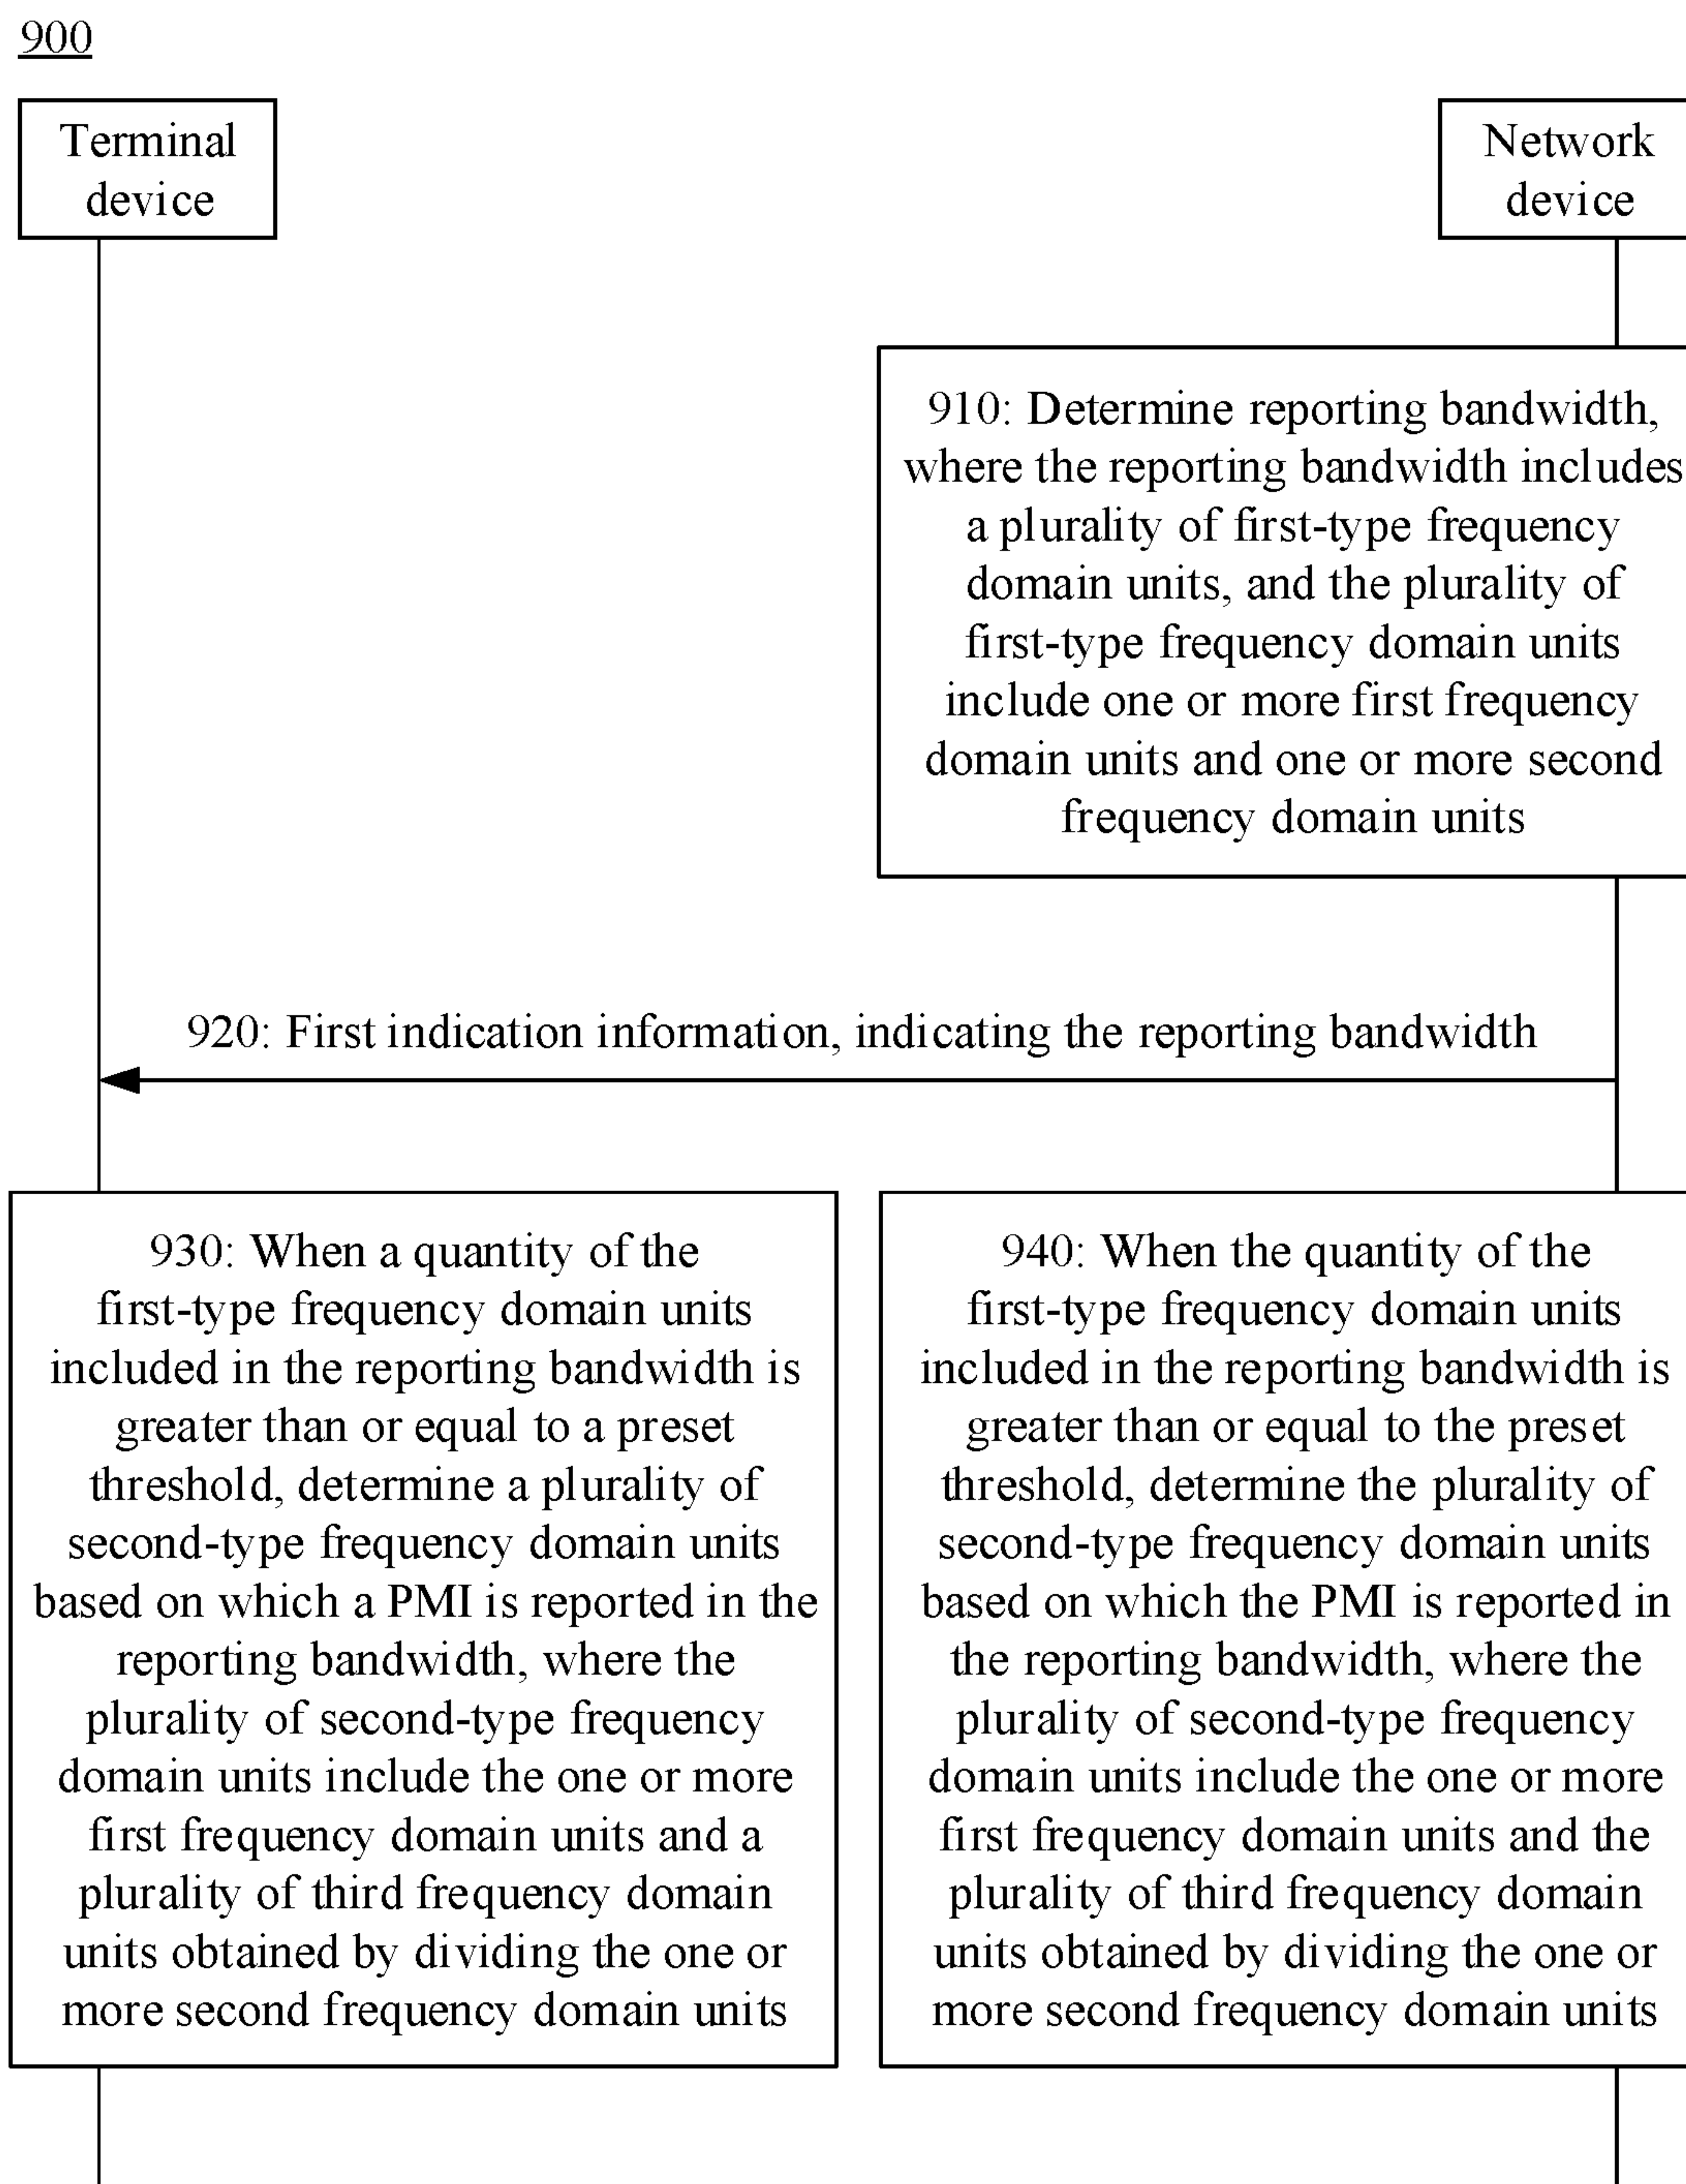 900
Terminal
device
Network
device
910: Determine reporting bandwidth,
where the reporting bandwidth includes
a plurality of first-type frequency
domain units, and the plurality of
first-type frequency domain units
include one or more first frequency
domain units and one or more second
frequency domain units
920: First indication information, indicating the reporting bandwidth
930: When a quantity of the
first-type frequency domain units
included in the reporting bandwidth is
greater than or equal to a preset
threshold, determine a plurality of
second-type frequency domain units
based on which a PMI is reported in the
reporting bandwidth, where the
plurality of second-type frequency
domain units include the one or more
first frequency domain units and a
plurality of third frequency domain
units obtained by dividing the one or
more second frequency domain units
940: When the quantity of the
first-type frequency domain units
included in the reporting bandwidth is
greater than or equal to the preset
threshold, determine the plurality of
second-type frequency domain units
based on which the PMI is reported in
the reporting bandwidth, where the
plurality of second-type frequency
domain units include the one or more
first frequency domain units and the
plurality of third frequency domain
units obtained by dividing the one or
more second frequency domain units